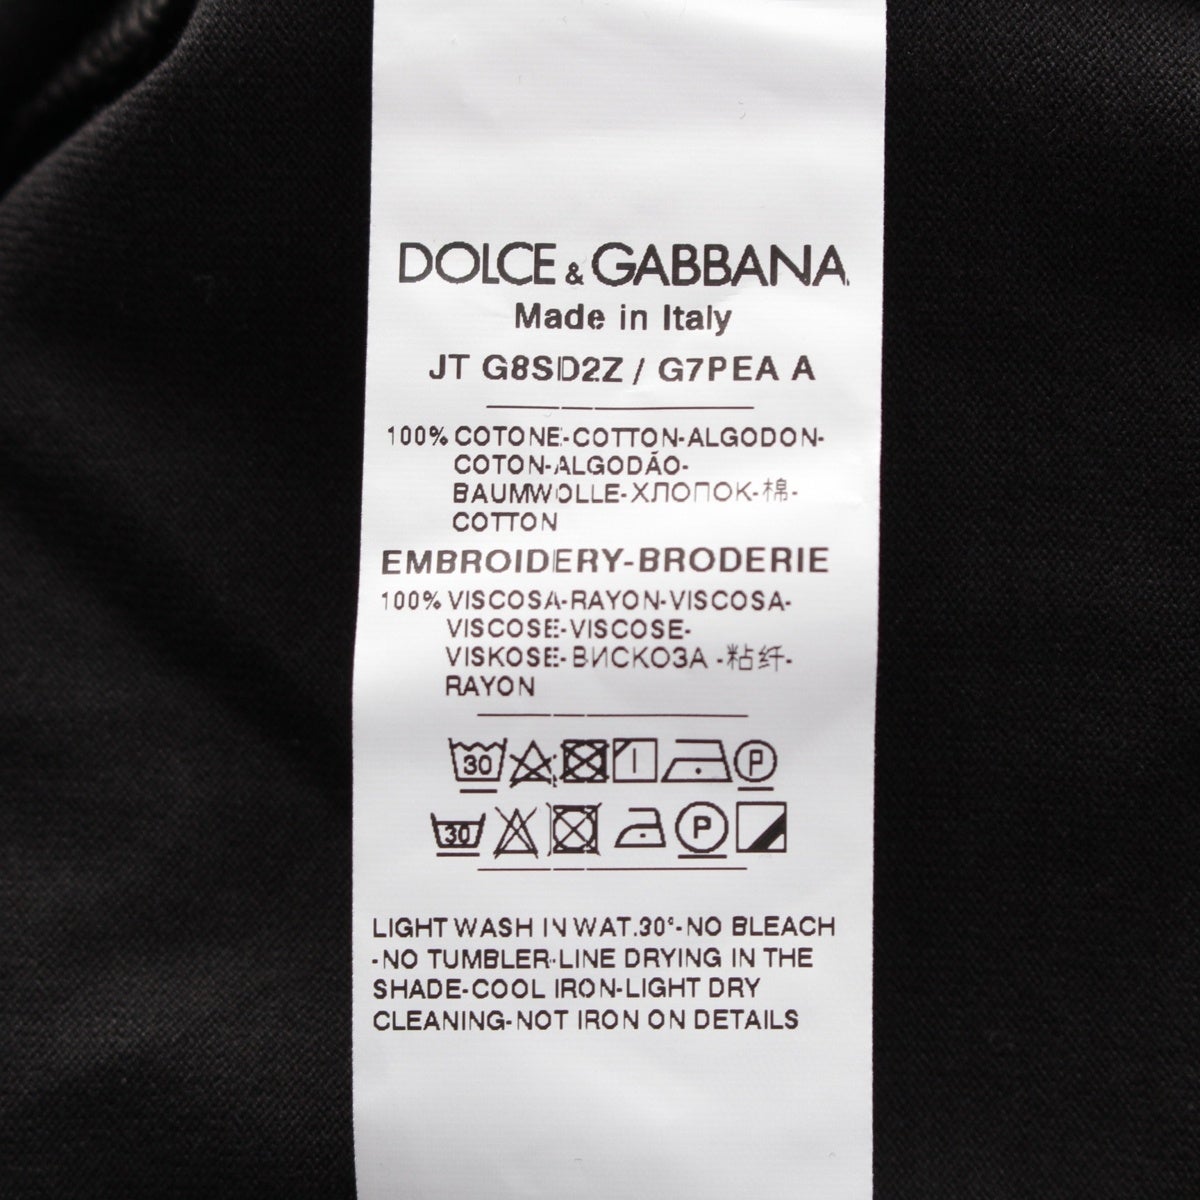 DOLCE & GABBANA
Made in Italy
JT G8SD2Z / G7PEA A
100% COTONE-COTTON-ALGODON-
COTON-ALGODÃO-
BAUMWOLLE-ХЛОПОК-棉-
COTTON
EMBROIDERY-BRODERIE
100% VISCOSA-RAYON-VISCOSA-
VISCOSE-VISCOSE-
VISKOSE-ВИСКОЗА -粘纤-
RAYON
30 P
30 P
LIGHT WASH IN WAT.30°-NO BLEACH
-NO TUMBLER-LINE DRYING IN THE
SHADE-COOL IRON-LIGHT DRY
CLEANING-NOT IRON ON DETAILS